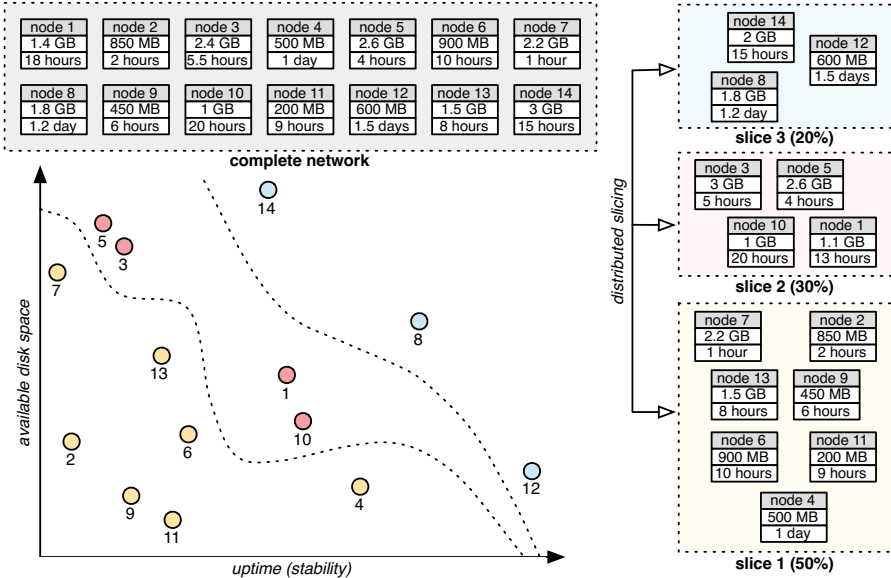 node 1
1.4 GB
18 hours
node 2
850 MB
2 hours
node 3
2.4 GB
5.5 hours
node 4
500 MB
1 day
node 5
2.6 GB
4 hours
node 6
900 MB
10 hours
node 7
2.2 GB
1 hour
node 8
1.8 GB
1.2 day
node 9
450 MB
6 hours
node 10
1 GB
20 hours
node 11
200 MB
9 hours
node 12
600 MB
1.5 days
node 13
1.5 GB
8 hours
node 14
3 GB
15 hours
complete network
available disk space
uptime (stability)
14
5
3
7
8
13
1
10
2
6
12
4
9
11
distributed slicing
node 14
2 GB
15 hours
node 12
600 MB
1.5 days
node 8
1.8 GB
1.2 day
slice 3 (20%)
node 3
3 GB
5 hours
node 5
2.6 GB
4 hours
node 10
1 GB
20 hours
node 1
1.1 GB
13 hours
slice 2 (30%)
node 7
2.2 GB
1 hour
node 2
850 MB
2 hours
node 13
1.5 GB
8 hours
node 9
450 MB
6 hours
node 6
900 MB
10 hours
node 11
200 MB
9 hours
node 4
500 MB
1 day
slice 1 (50%)